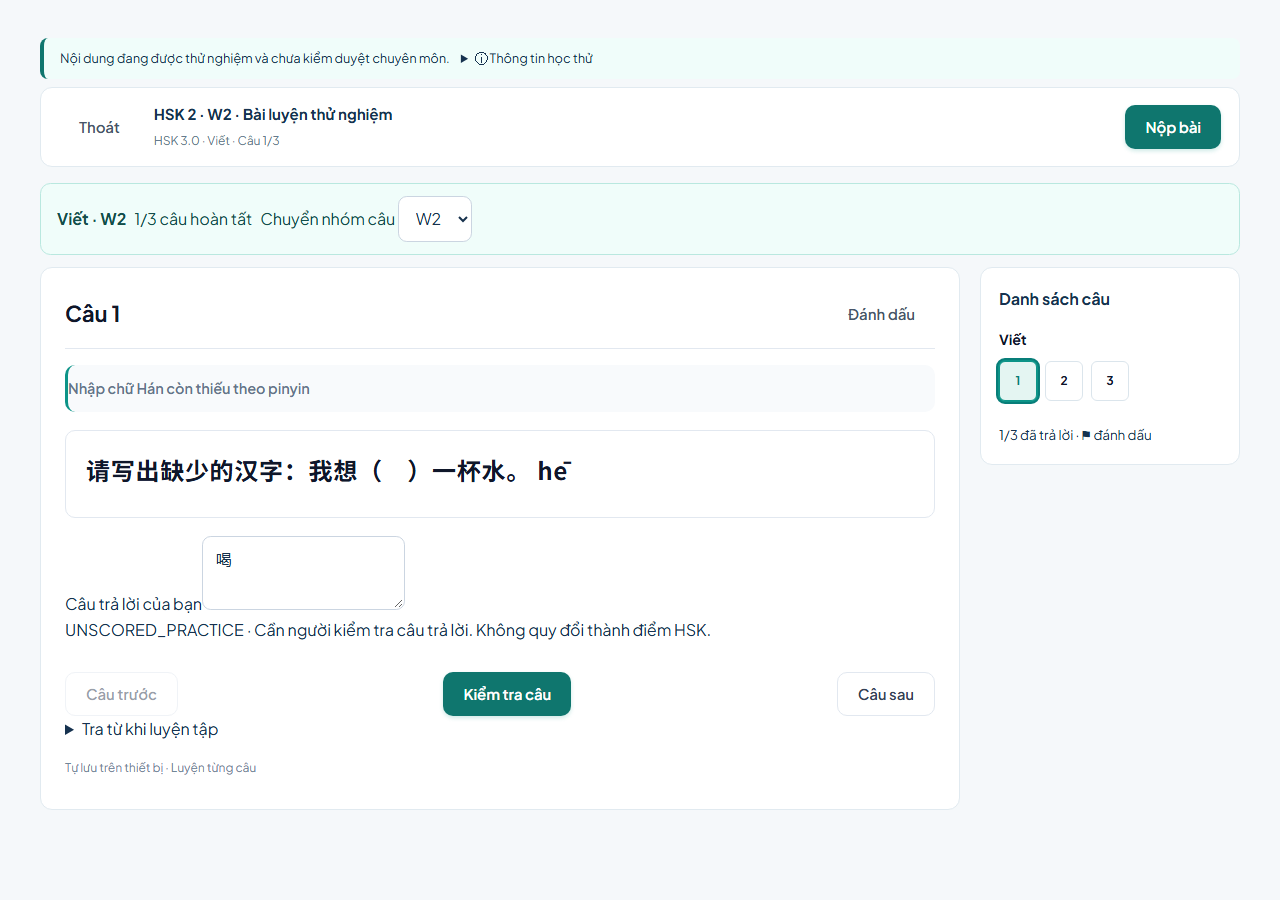 Nội dung đang được thử nghiệm và chưa kiểm duyệt chuyên môn. ▶ ⓘ Thông tin học thử
Thoát
HSK 2 · W2 · Bài luyện thử nghiệm
HSK 3.0 · Viết · Câu 1/3
Nộp bài
Viết · W2 1/3 câu hoàn tất Chuyển nhóm câu W2
Câu 1
Đánh dấu
Nhập chữ Hán còn thiếu theo pinyin
请写出缺少的汉字：我想（ ）一杯水。 hē
喝
Câu trả lời của bạn
UNSCORED_PRACTICE · Cần người kiểm tra câu trả lời. Không quy đổi thành điểm HSK.
Câu trước
Kiểm tra câu
Câu sau
▶ Tra từ khi luyện tập
Tự lưu trên thiết bị · Luyện từng câu
Danh sách câu
Viết
1 2 3
1/3 đã trả lời · ⚑ đánh dấu